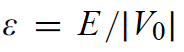 ε = E/|V₀|